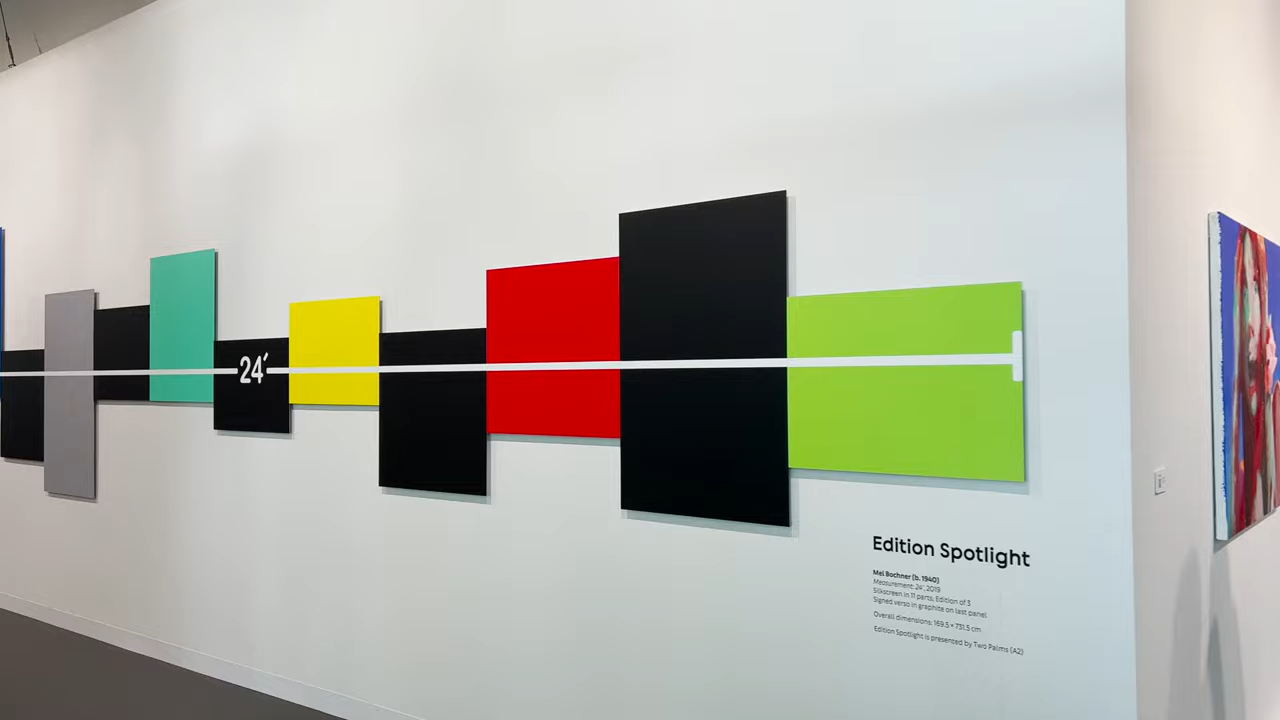 24′
Edition Spotlight
Mel Bochner (b. 1940)
Measurement: 24′, 2019
Silkscreen in 11 parts; Edition of 3
Signed verso in graphite on last panel
Overall dimensions: 169.5 × 731.5 cm
Edition Spotlight is presented by Two Palms (A2)